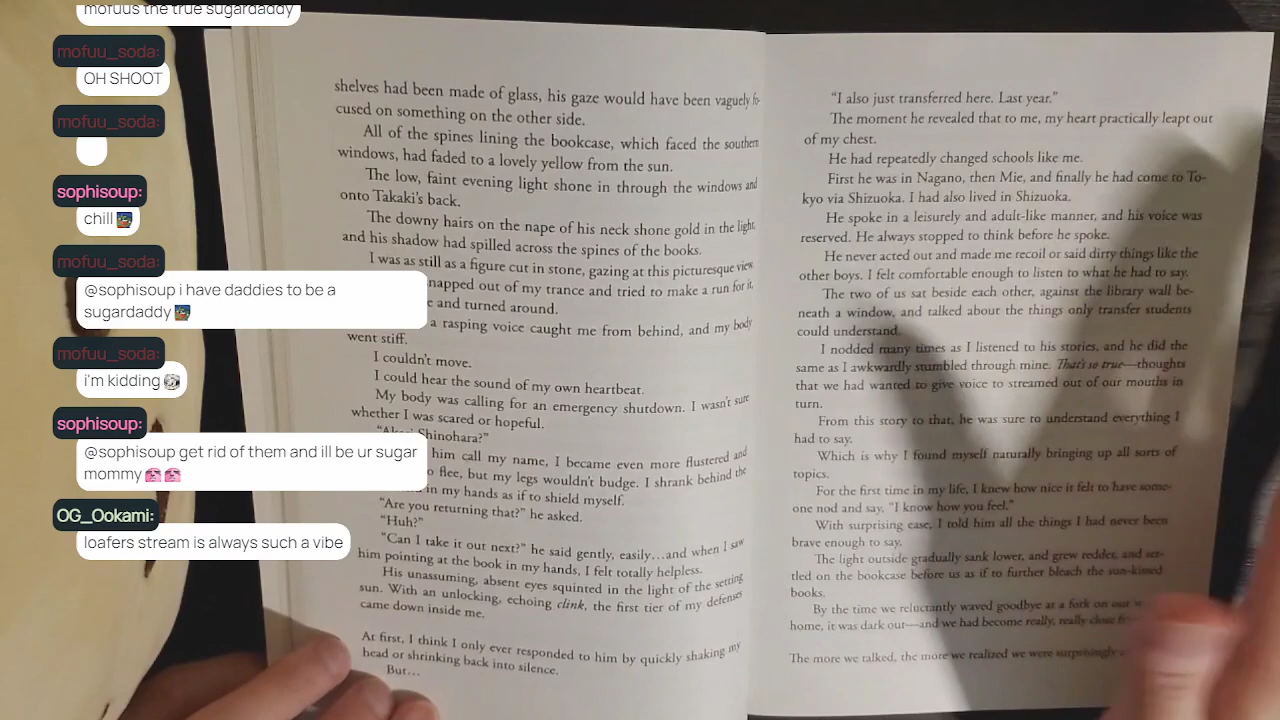 mofuus the true sugardaddy
mofuu_soda:
OH SHOOT
mofuu_soda:
sophisoup:
chill
mofuu_soda:
@sophisoup i have daddies to be a
sugardaddy
mofuu_soda:
i'm kidding
sophisoup:
@sophisoup get rid of them and ill be ur sugar
mommy
OG_Ookami:
loafers stream is always such a vibe
shelves had been made of glass, his gaze would have been vaguely fo-
cused on something on the other side.
All of the spines lining the bookcase, which faced the southern
windows, had faded to a lovely yellow from the sun.
The low, faint evening light shone in through the windows and
onto Takaki's back.
The downy hairs on the nape of his neck shone gold in the light,
and his shadow had spilled across the spines of the books.
I was as still as a figure cut in stone, gazing at this picturesque view
napped out of my trance and tried to make a run for it,
e and turned around.
a rasping voice caught me from behind, and my body
went stiff.
I couldn't move.
I could hear the sound of my own heartbeat.
My body was calling for an emergency shutdown. I wasn't sure
whether I was scared or hopeful.
Shinohara?"
him call my name, I became even more flustered and
o flee, but my legs wouldn't budge. I shrank behind the
in my hands as if to shield myself.
"Are you returning that?" he asked.
"Huh?"
"Can I take it out next?" he said gently, easily…and when I saw
him pointing at the book in my hands, I felt totally helpless.
His unassuming, absent eyes squinted in the light of the setting
sun. With an unlocking, echoing clink, the first tier of my defenses
came down inside me.
At first, I think I only ever responded to him by quickly shaking my
head or shrinking back into silence.
But…
"I also just transferred here. Last year."
The moment he revealed that to me, my heart practically leapt out
of my chest.
He had repeatedly changed schools like me.
First he was in Nagano, then Mie, and finally he had come to To-
kyo via Shizuoka. I had also lived in Shizuoka.
He spoke in a leisurely and adult-like manner, and his voice was
reserved. He always stopped to think before he spoke.
He never acted out and made me recoil or said dirty things like the
other boys. I felt comfortable enough to listen to what he had to say.
The two of us sat beside each other, against the library wall be-
neath a window, and talked about the things only transfer students
could understand.
I nodded many times as I listened to his stories, and he did the
same as I awkwardly stumbled through mine. That's so true—thoughts
that we had wanted to give voice to streamed out of our mouths in
turn.
From this story to that, he was sure to understand everything I
had to say.
Which is why I found myself naturally bringing up all sorts of
topics.
For the first time in my life, I knew how nice it felt to have some-
one nod and say, "I know how you feel."
With surprising ease, I told him all the things I had never been
brave enough to say.
The light outside gradually sank lower, and grew redder, and set-
tled on the bookcase before us as if to further bleach the sun-kissed
books.
By the time we reluctantly waved goodbye at a fork on our
home, it was dark out—and we had become really, really close
The more we talked, the more we realized we were surprisingly